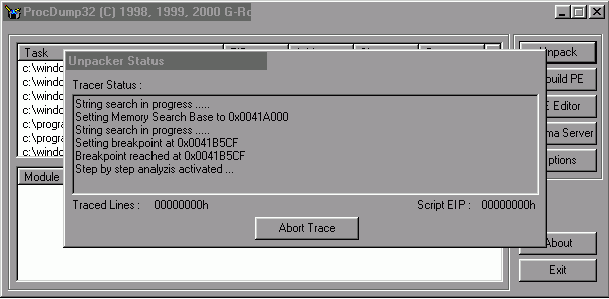 ProcDump32 (C) 1998, 1999, 2000 G-Ro
Task
Unpack
c:\windo
c:\windo
c:\windo
c:\windo
c:\progra
c:\progra
c:\windo
build PE
E Editor
ma Server
ptions
Unpacker Status
Tracer Status :
String search in progress .....
Setting Memory Search Base to 0x0041A000
String search in progress .....
Setting breakpoint at 0x0041B5CF
Breakpoint reached at 0x0041B5CF
Step by step analyzis activated ...
Traced Lines : 00000000h Script EIP : 00000000h
Abort Trace
Module
About
Exit